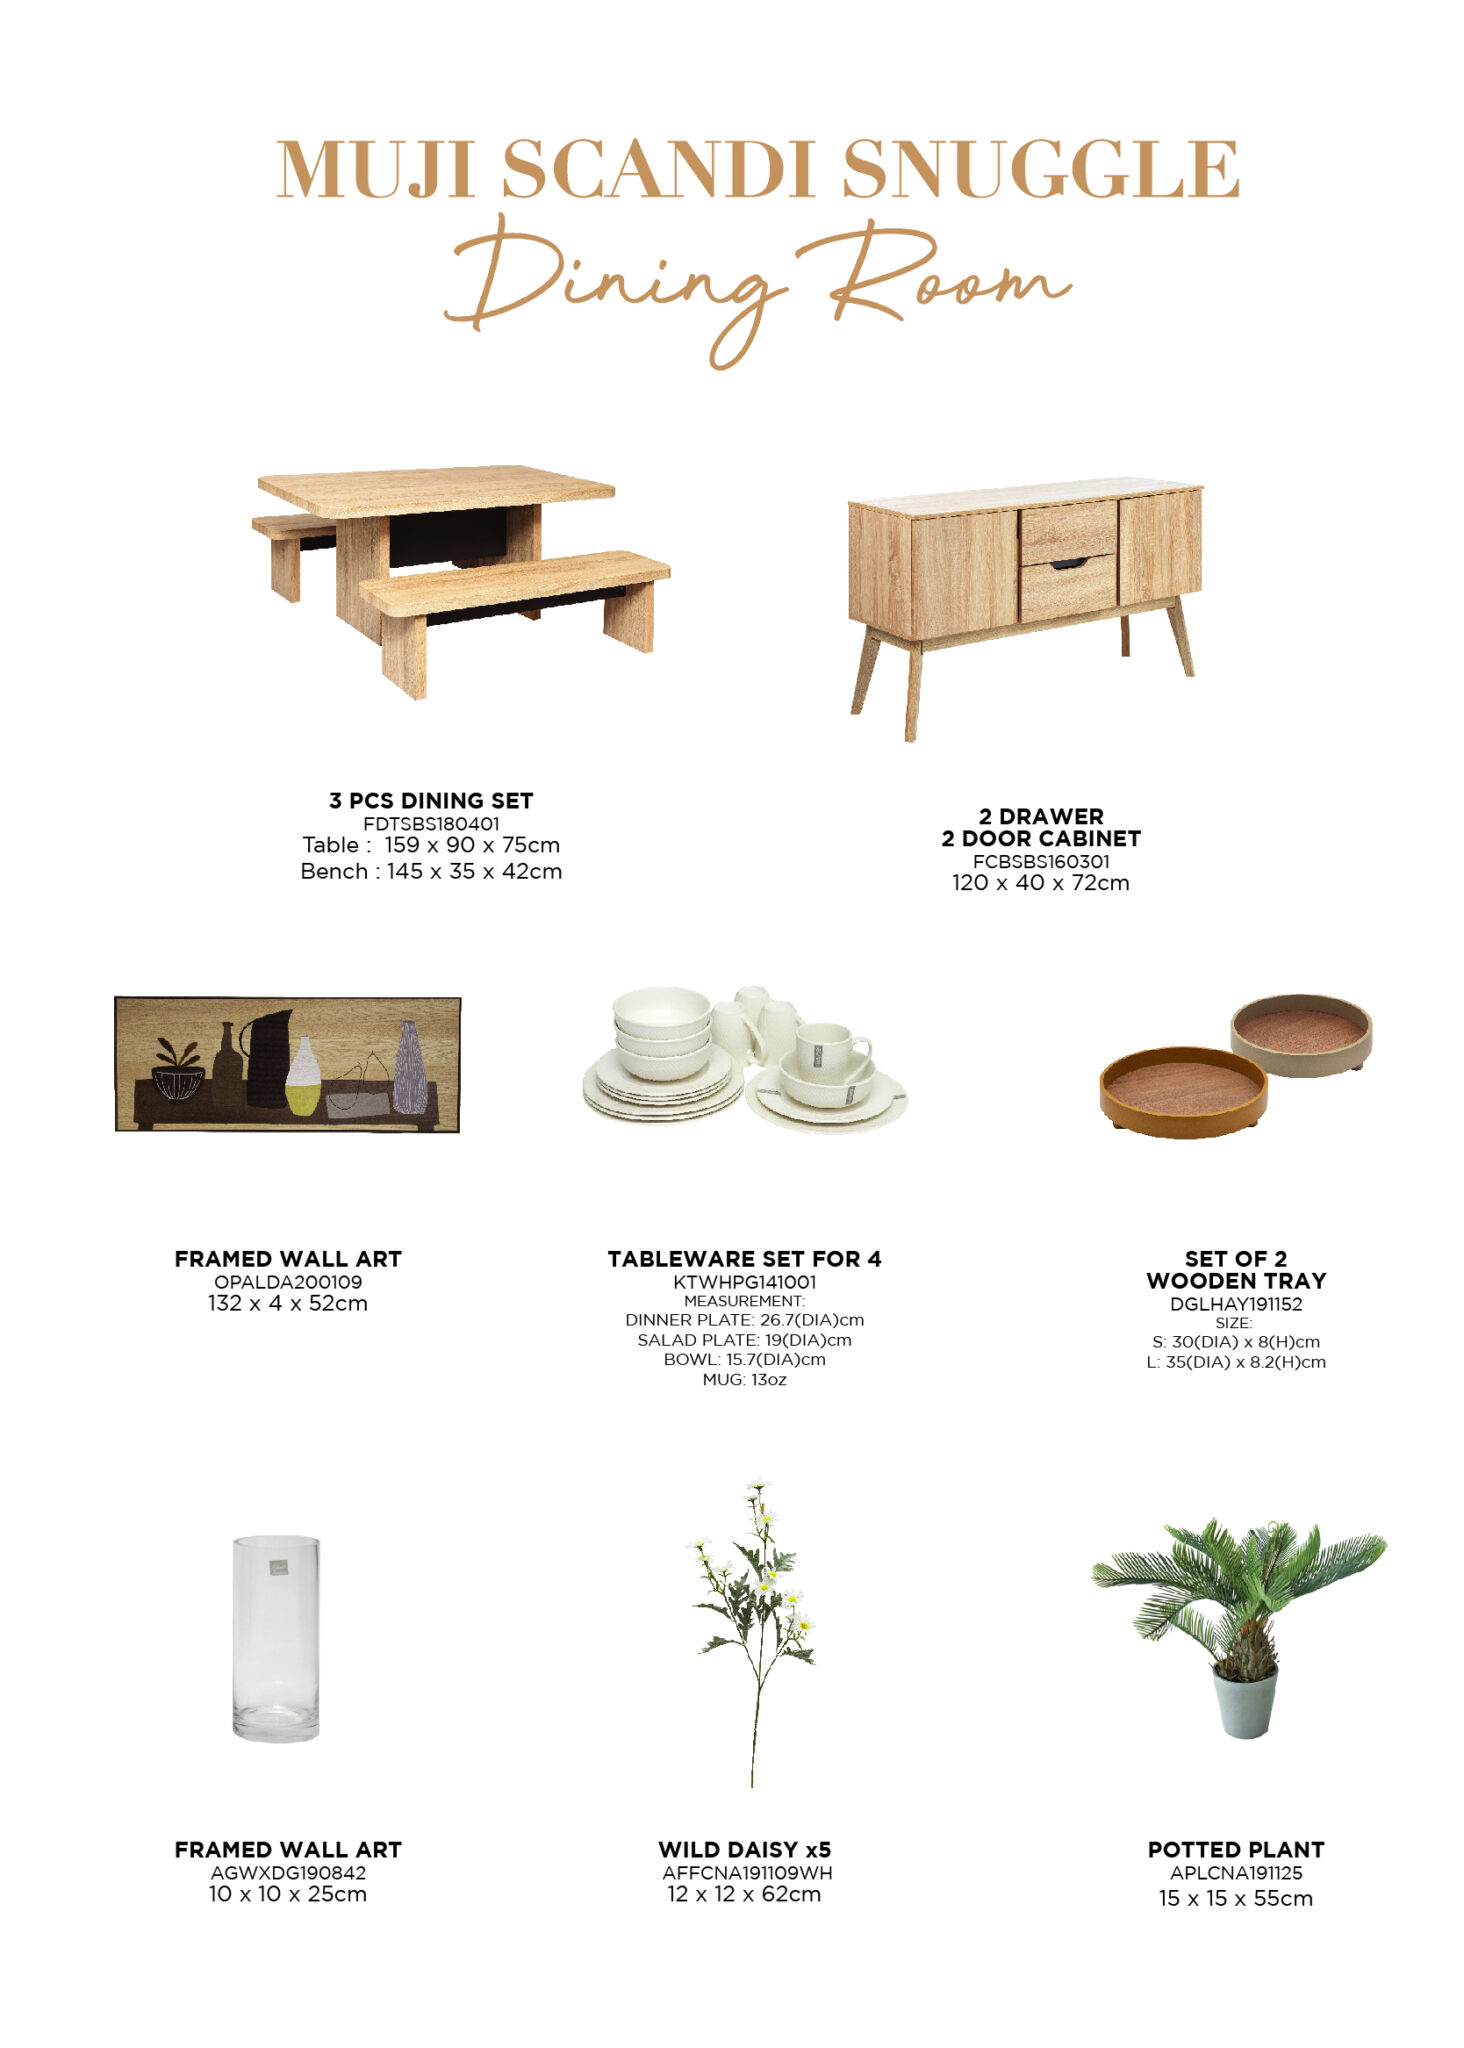 MUJI SCANDI SNUGGLE
Dining Room
3 PCS DINING SET
FDTSBS180401
Table : 159 x 90 x 75cm
Bench : 145 x 35 x 42cm
2 DRAWER
2 DOOR CABINET
FCBSBS160301
120 x 40 x 72cm
FRAMED WALL ART
OPALDA200109
132 x 4 x 52cm
TABLEWARE SET FOR 4
KTWHPG141001
MEASUREMENT:
DINNER PLATE: 26.7(DIA)cm
SALAD PLATE: 19(DIA)cm
BOWL: 15.7(DIA)cm
MUG: 13oz
SET OF 2
WOODEN TRAY
DGLHAY191152
SIZE:
S: 30(DIA) x 8(H)cm
L: 35(DIA) x 8.2(H)cm
FRAMED WALL ART
AGWXDG190842
10 x 10 x 25cm
WILD DAISY x5
AFFCNA191109WH
12 x 12 x 62cm
POTTED PLANT
APLCNA191125
15 x 15 x 55cm